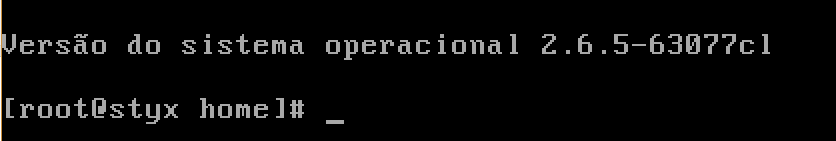 Versão do sistema operacional 2.6.5-63077cl
[root@styx home]# _